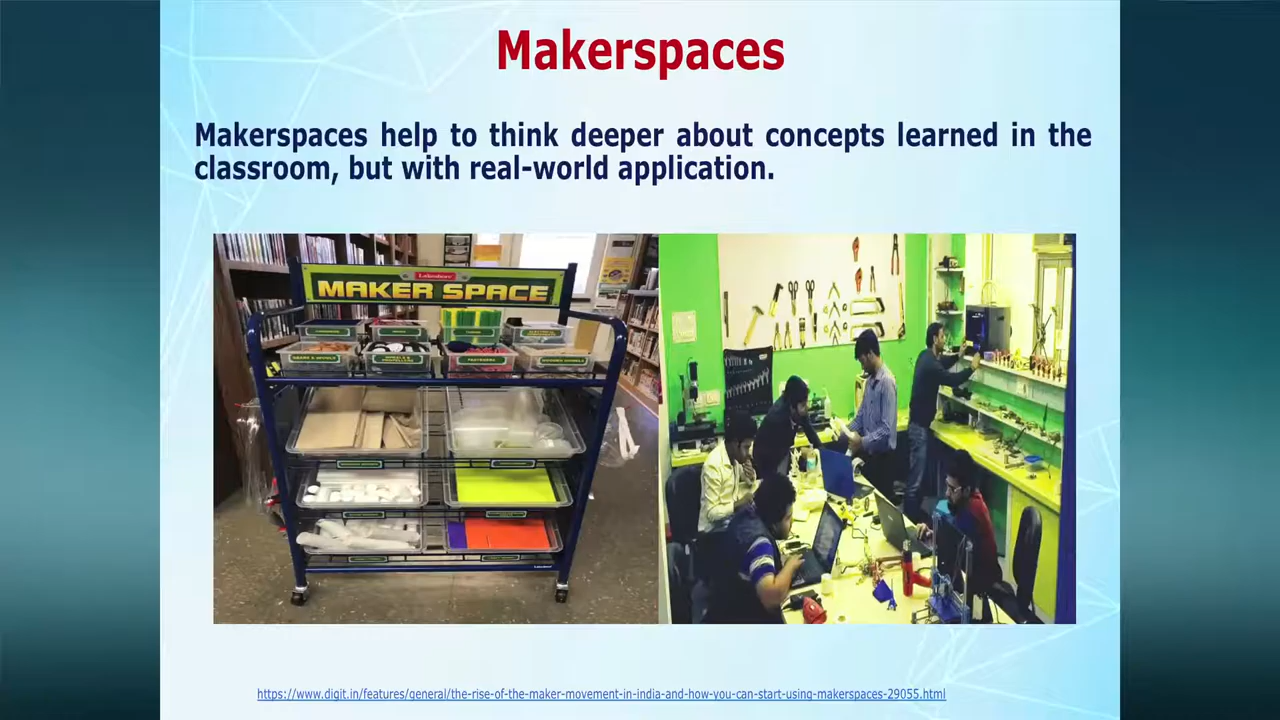 Makerspaces
Makerspaces help to think deeper about concepts learned in the
classroom, but with real-world application.
Lakeshore
MAKER SPACE
FASTENERS
https://www.digit.in/features/general/the-rise-of-the-maker-movement-in-india-and-how-you-can-start-using-makerspaces-29055.html